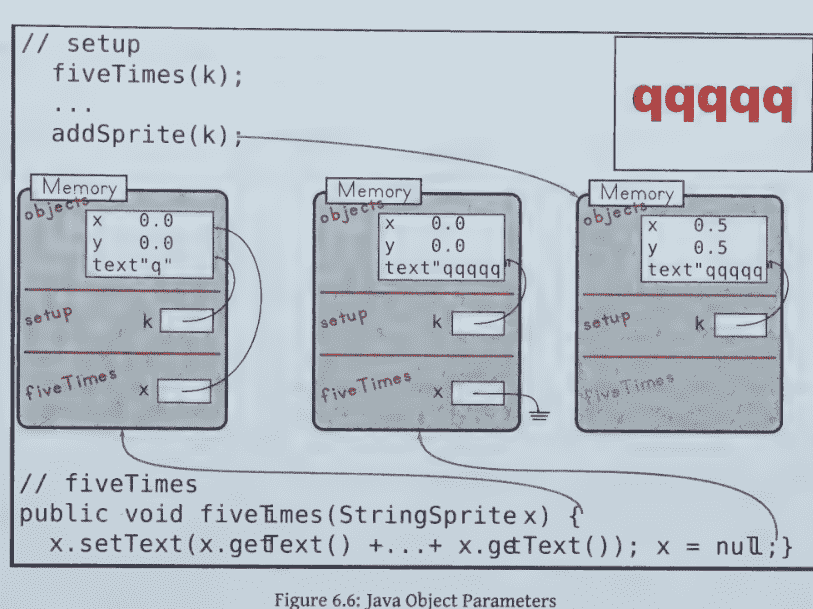 // setup
fiveTimes(k);
...
addSprite(k);
qqqqq
Memory
objects
x 0.0
y 0.0
text"q"
setup
k
fiveTimes
x
Memory
objects
x 0.0
y 0.0
text"qqqqq"
setup
k
fiveTimes
x
Memory
objects
x 0.5
y 0.5
text"qqqqq"
setup
k
fiveTimes
// fiveTimes
public void fiveTimes(StringSprite x) {
x.setText(x.getText() +...+ x.getText()); x = null;}
Figure 6.6: Java Object Parameters